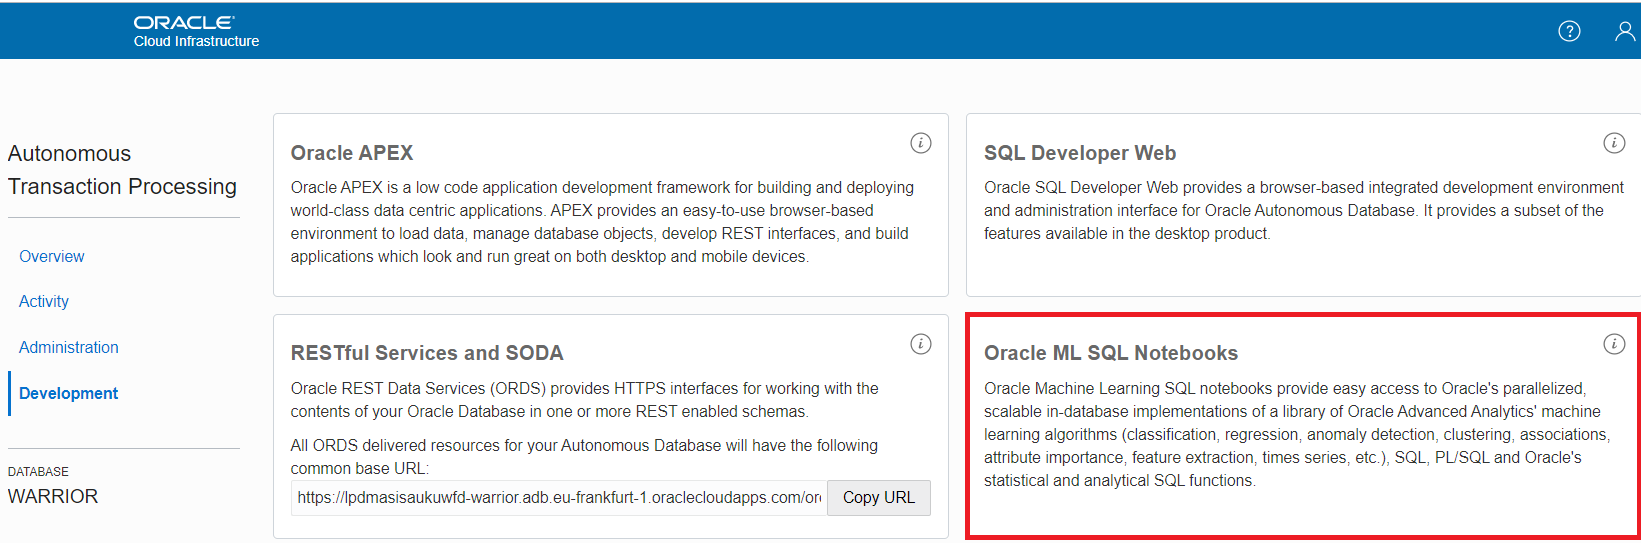 ORACLE
Cloud Infrastructure
Autonomous
Transaction Processing
Overview
Activity
Administration
Development
DATABASE
WARRIOR
Oracle APEX
Oracle APEX is a low code application development framework for building and deploying
world-class data centric applications. APEX provides an easy-to-use browser-based
environment to load data, manage database objects, develop REST interfaces, and build
applications which look and run great on both desktop and mobile devices.
SQL Developer Web
Oracle SQL Developer Web provides a browser-based integrated development environment
and administration interface for Oracle Autonomous Database. It provides a subset of the
features available in the desktop product.
RESTful Services and SODA
Oracle REST Data Services (ORDS) provides HTTPS interfaces for working with the
contents of your Oracle Database in one or more REST enabled schemas.
All ORDS delivered resources for your Autonomous Database will have the following
common base URL:
https://lpdmasisaukuwfd-warrior.adb.eu-frankfurt-1.oraclecloudapps.com/or
Copy URL
Oracle ML SQL Notebooks
Oracle Machine Learning SQL notebooks provide easy access to Oracle's parallelized,
scalable in-database implementations of a library of Oracle Advanced Analytics' machine
learning algorithms (classification, regression, anomaly detection, clustering, associations,
attribute importance, feature extraction, times series, etc.), SQL, PL/SQL and Oracle's
statistical and analytical SQL functions.